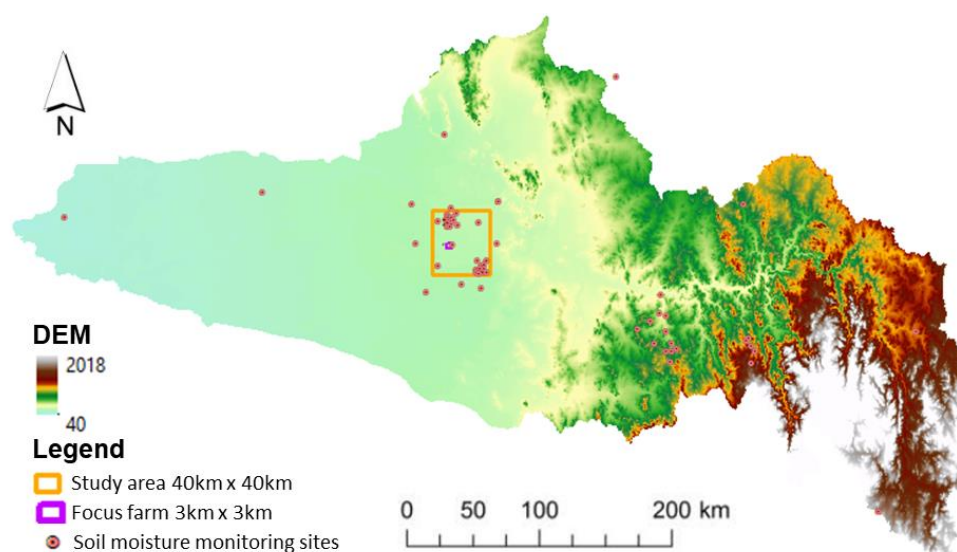 N
DEM
2018
40
Legend
Study area 40km x 40km
Focus farm 3km x 3km
Soil moisture monitoring sites
0 50 100 200 km